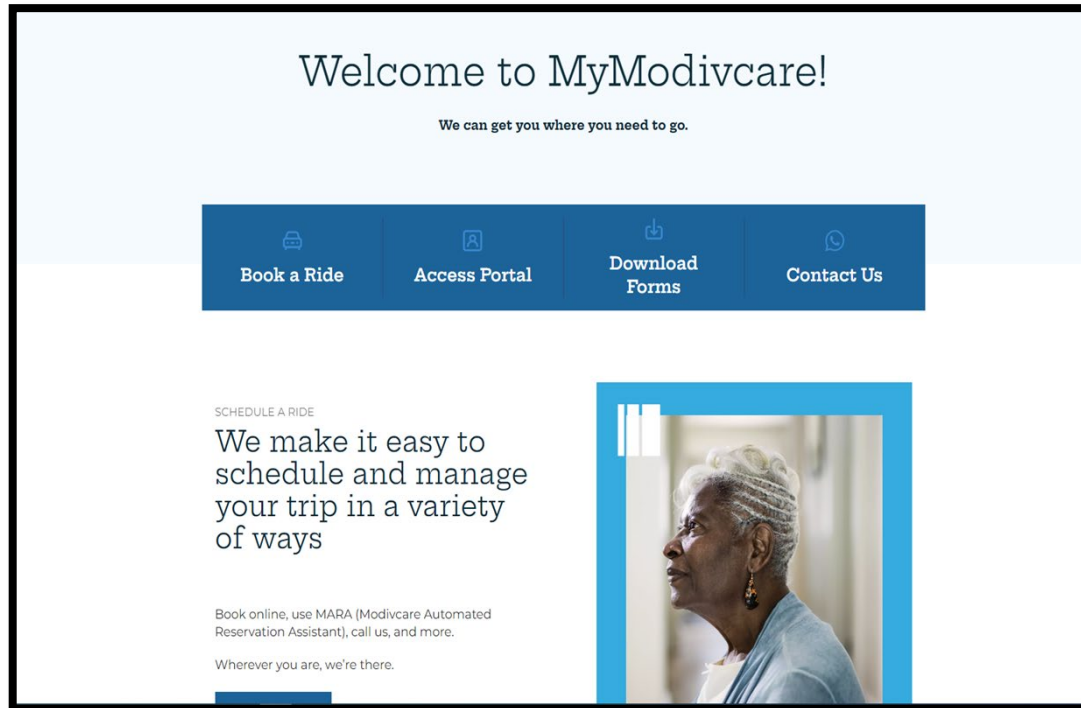 Welcome to MyModivcare!
We can get you where you need to go.
Book a Ride
Access Portal
Download
Forms
Contact Us
SCHEDULE A RIDE
We make it easy to
schedule and manage
your trip in a variety
of ways
Book online, use MARA (Modivcare Automated
Reservation Assistant), call us, and more.
Wherever you are, we're there.